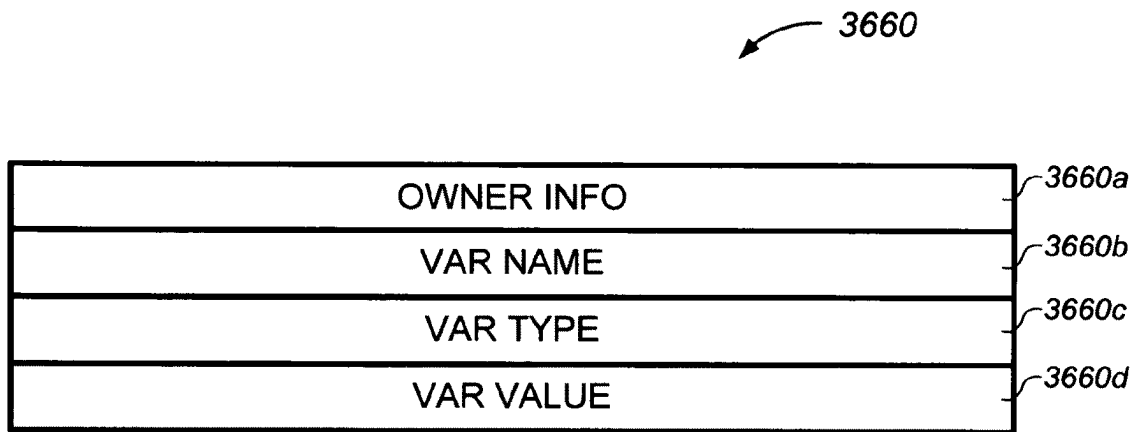 3660
OWNER INFO 3660a
VAR NAME 3660b
VAR TYPE 3660c
VAR VALUE 3660d